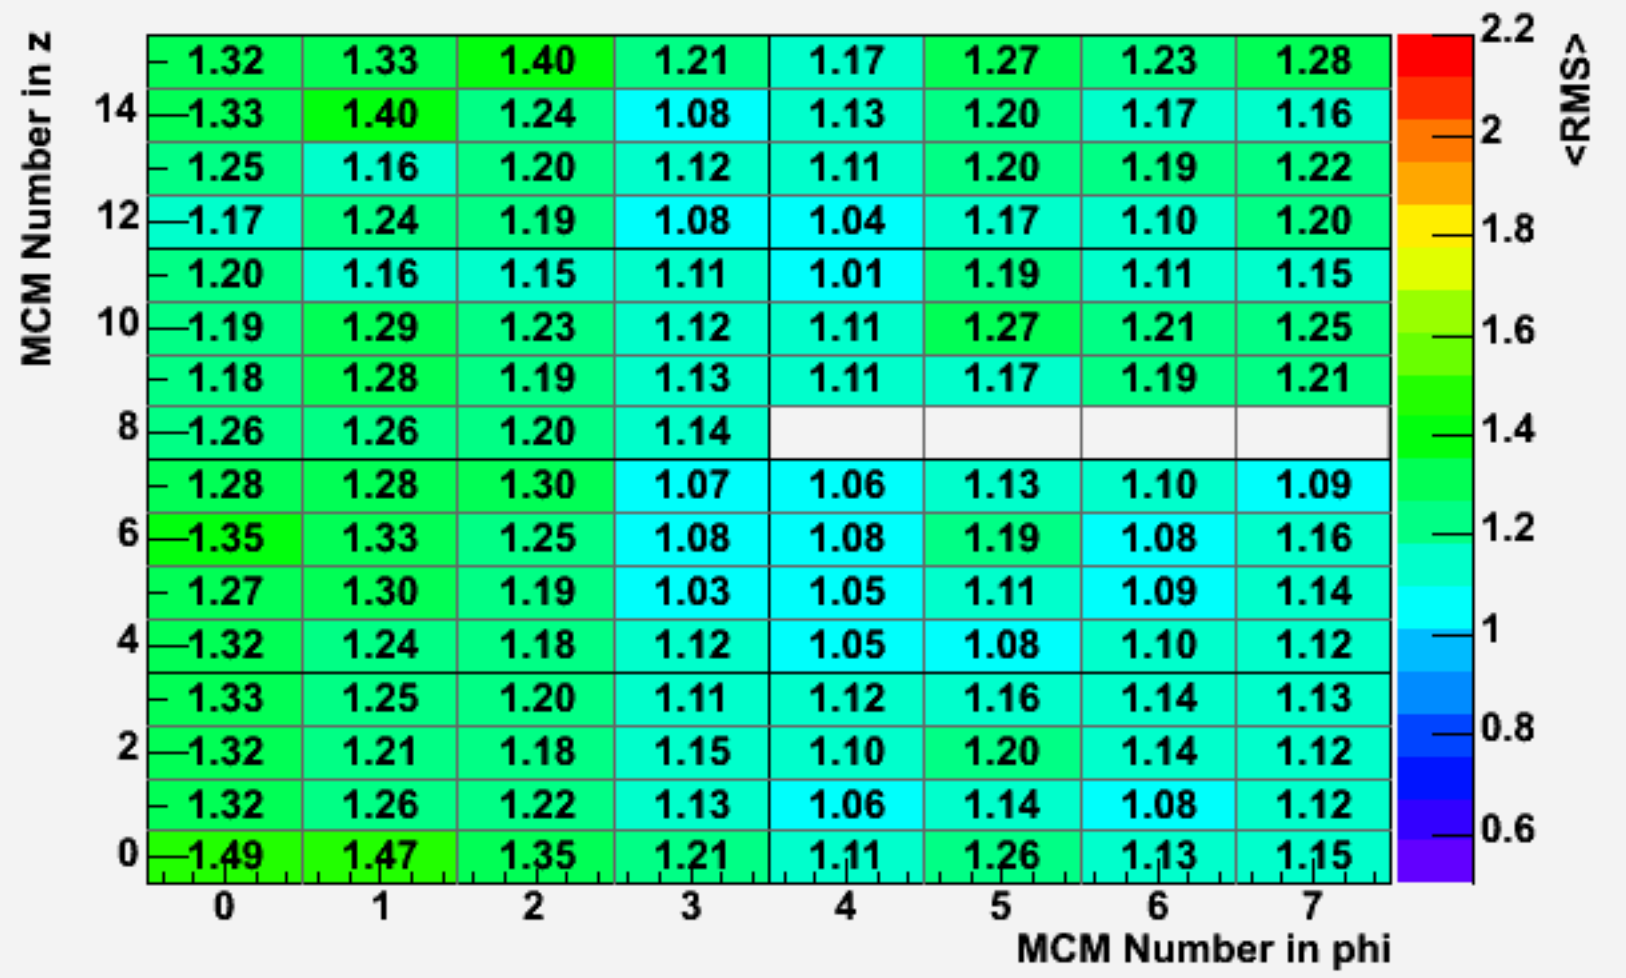 MCM Number in z
1.32 1.33 1.40 1.21 1.17 1.27 1.23 1.28
14 1.33 1.40 1.24 1.08 1.13 1.20 1.17 1.16
1.25 1.16 1.20 1.12 1.11 1.20 1.19 1.22
12 1.17 1.24 1.19 1.08 1.04 1.17 1.10 1.20
1.20 1.16 1.15 1.11 1.01 1.19 1.11 1.15
10 1.19 1.29 1.23 1.12 1.11 1.27 1.21 1.25
1.18 1.28 1.19 1.13 1.11 1.17 1.19 1.21
8 1.26 1.26 1.20 1.14
1.28 1.28 1.30 1.07 1.06 1.13 1.10 1.09
6 1.35 1.33 1.25 1.08 1.08 1.19 1.08 1.16
1.27 1.30 1.19 1.03 1.05 1.11 1.09 1.14
4 1.32 1.24 1.18 1.12 1.05 1.08 1.10 1.12
1.33 1.25 1.20 1.11 1.12 1.16 1.14 1.13
2 1.32 1.21 1.18 1.15 1.10 1.20 1.14 1.12
1.32 1.26 1.22 1.13 1.06 1.14 1.08 1.12
0 1.49 1.47 1.35 1.21 1.11 1.26 1.13 1.15
0 1 2 3 4 5 6 7
MCM Number in phi
2.2
2
1.8
1.6
1.4
1.2
1
0.8
0.6
<RMS>